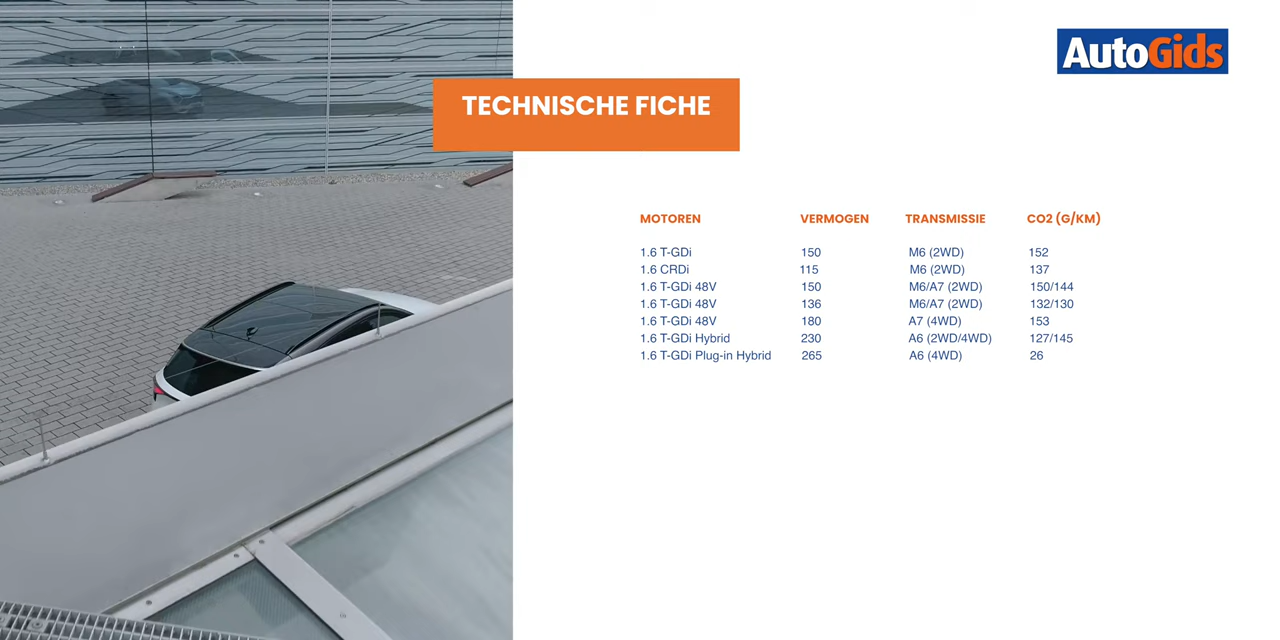 AutoGids
TECHNISCHE FICHE
MOTOREN VERMOGEN TRANSMISSIE CO2 (G/KM)
1.6 T-GDi 150 M6 (2WD) 152
1.6 CRDi 115 M6 (2WD) 137
1.6 T-GDi 48V 150 M6/A7 (2WD) 150/144
1.6 T-GDi 48V 136 M6/A7 (2WD) 132/130
1.6 T-GDi 48V 180 A7 (4WD) 153
1.6 T-GDi Hybrid 230 A6 (2WD/4WD) 127/145
1.6 T-GDi Plug-in Hybrid 265 A6 (4WD) 26